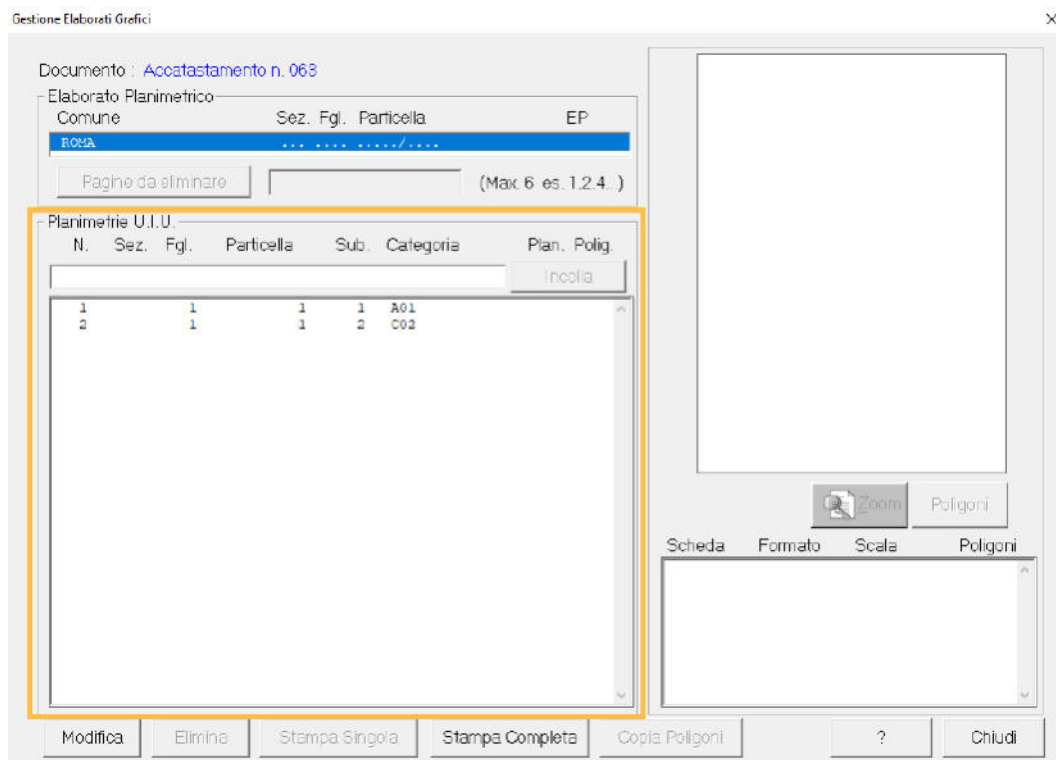 Gestione Elaborati Grafici
Documento : Accatastamento n. 063
Elaborato Planimetrico
Comune Sez. Fgl. Particella EP
ROMA ... .... ...../....
Pagine da eliminare (Max. 6 es. 1.2.4...)
Planimetrie U.I.U.
N. Sez. Fgl. Particella Sub. Categoria Plan. Polig.
Incolla
1 1 1 1 A01
2 1 1 2 C02
Zoom Poligoni
Scheda Formato Scala Poligoni
Modifica Elimina Stampa Singola Stampa Completa Copia Poligoni ? Chiudi